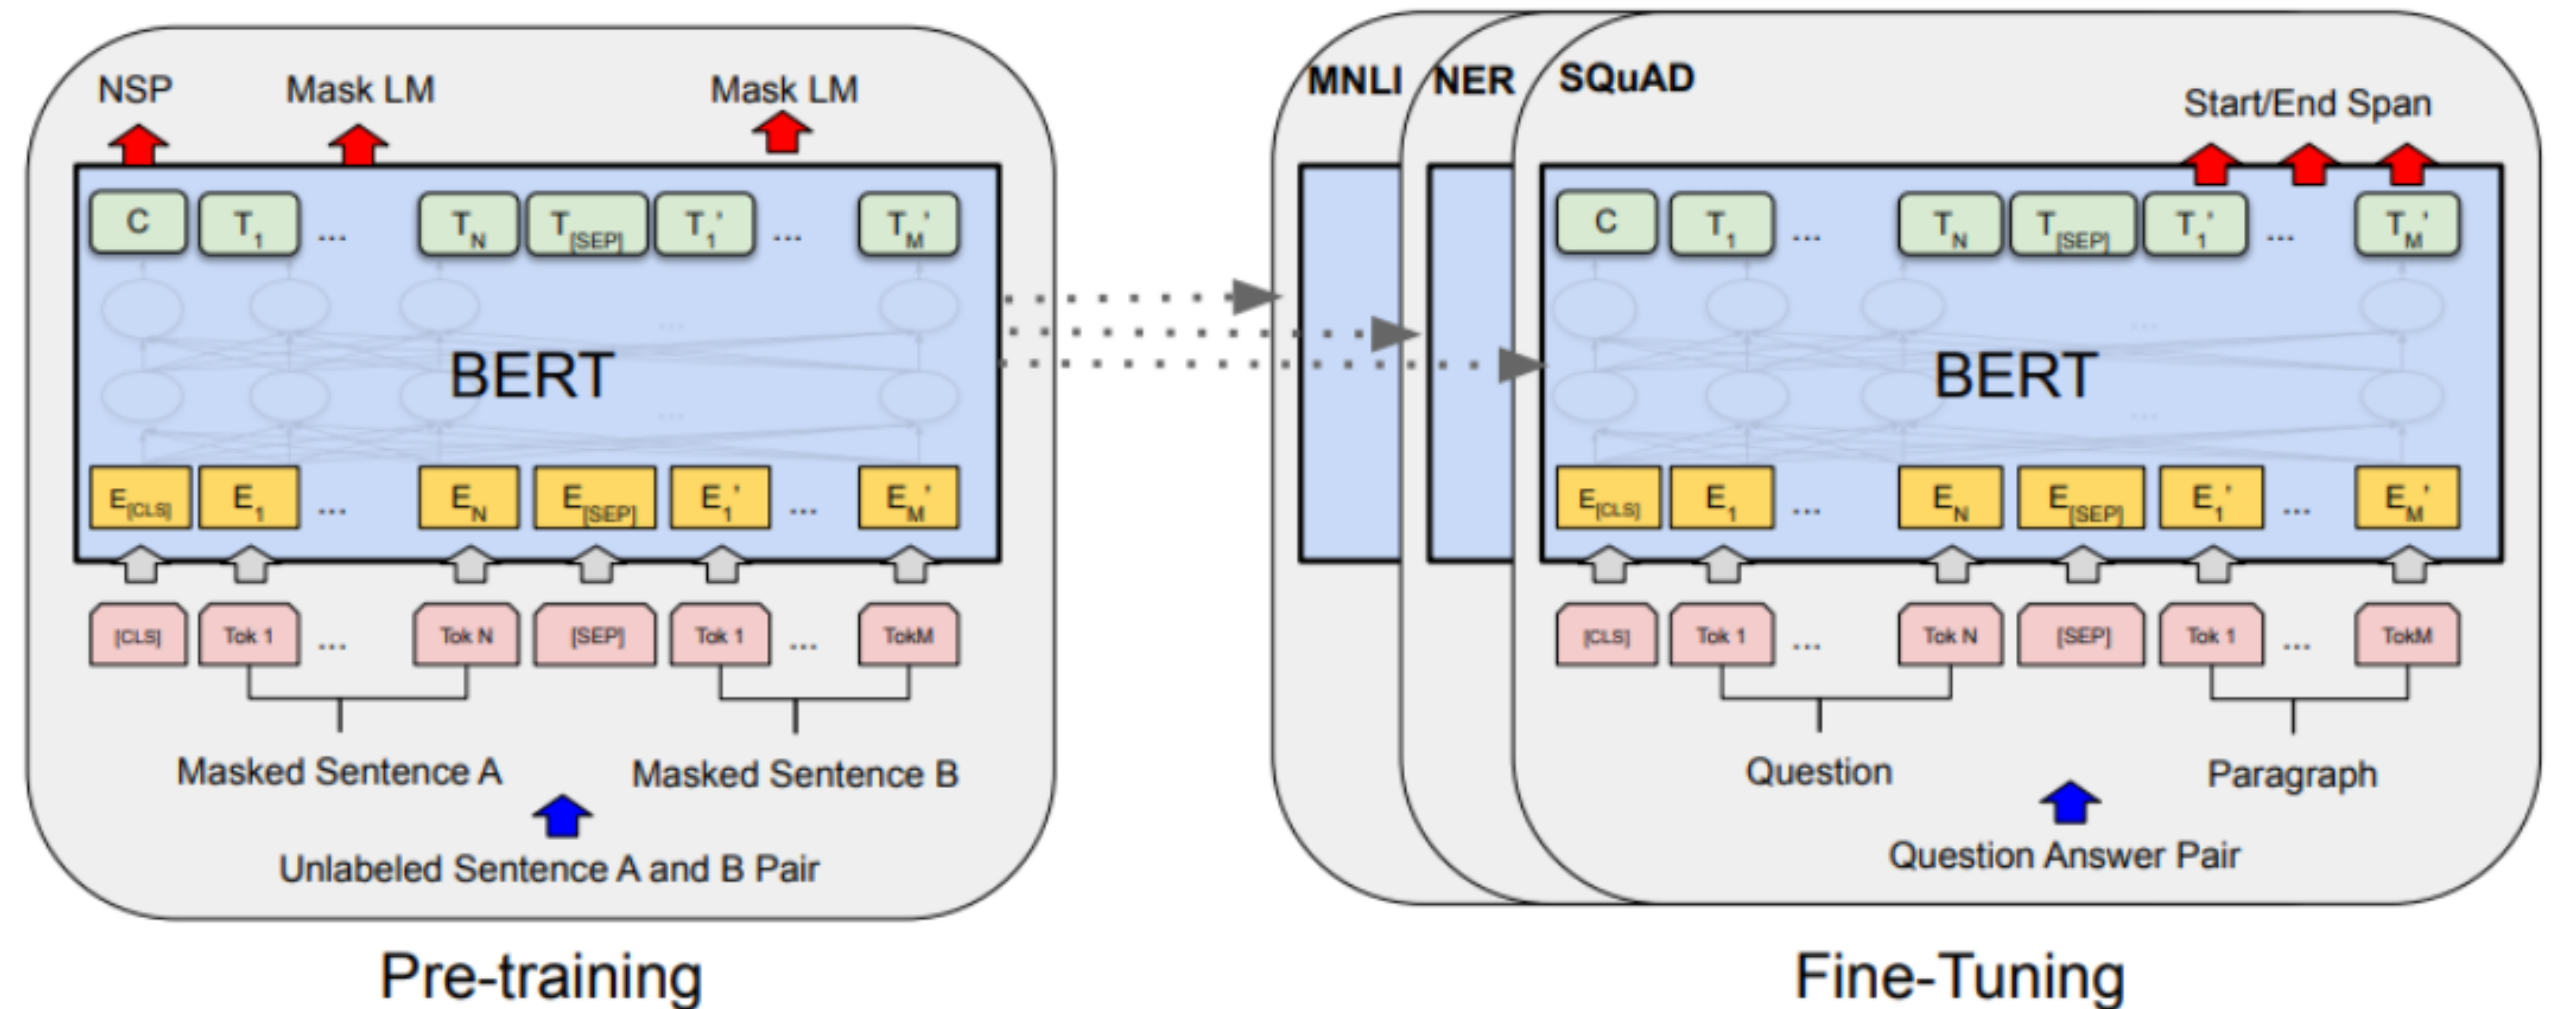 NSP Mask LM Mask LM
C T1 ... TN T[SEP] T1' ... TM'
... 
BERT
...
E[CLS] E1 ... EN E[SEP] E1' ... EM'
[CLS] Tok 1 ... Tok N [SEP] Tok 1 ... TokM
Masked Sentence A Masked Sentence B
Unlabeled Sentence A and B Pair
Pre-training
MNLI NER SQuAD
Start/End Span
C T1 ... TN T[SEP] T1' ... TM'
...
BERT
...
E[CLS] E1 ... EN E[SEP] E1' ... EM'
[CLS] Tok 1 ... Tok N [SEP] Tok 1 ... TokM
Question Paragraph
Question Answer Pair
Fine-Tuning